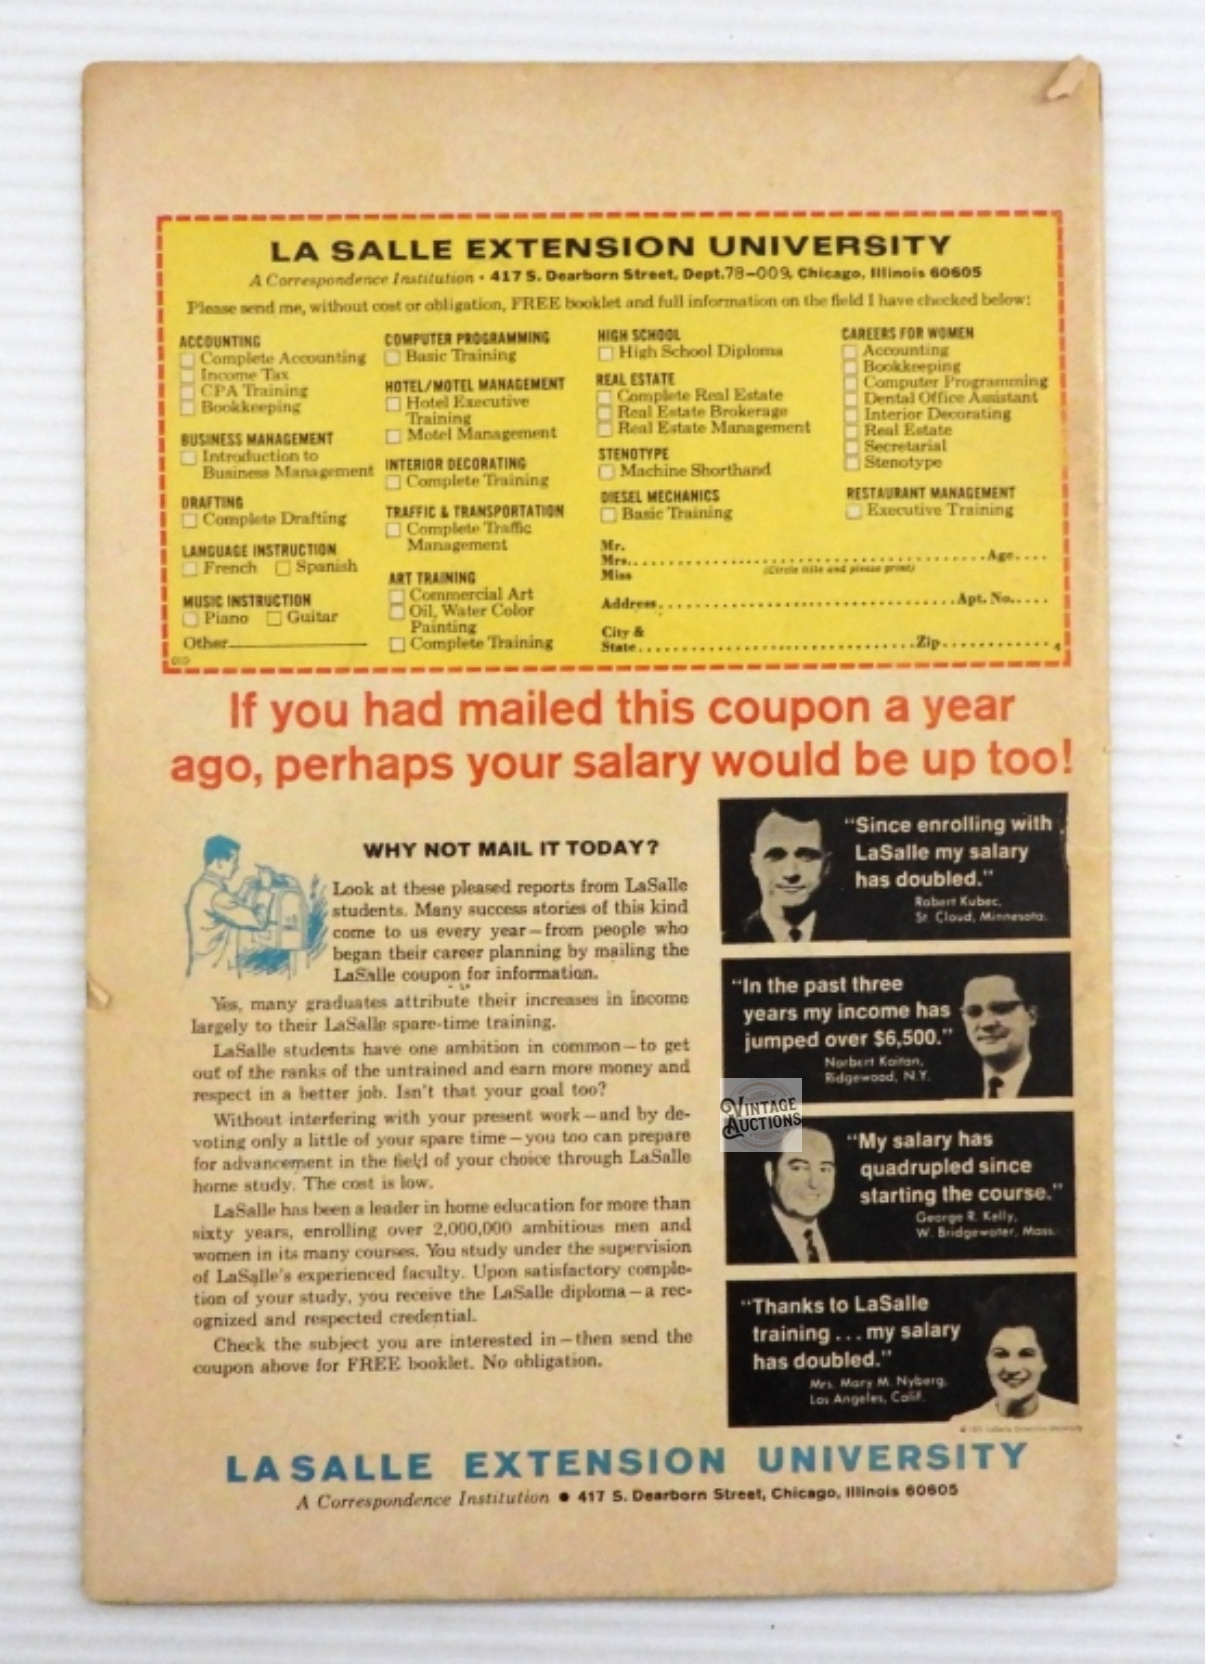 LA SALLE EXTENSION UNIVERSITY
A Correspondence Institution • 417 S. Dearborn Street, Dept. 78-009, Chicago, Illinois 60605
Please send me, without cost or obligation, FREE booklet and full information on the field I have checked below:
ACCOUNTING
Complete Accounting
Income Tax
CPA Training
Bookkeeping
BUSINESS MANAGEMENT
Introduction to
Business Management
DRAFTING
Complete Drafting
LANGUAGE INSTRUCTION
French Spanish
MUSIC INSTRUCTION
Piano Guitar
Other
010
COMPUTER PROGRAMMING
Basic Training
HOTEL/MOTEL MANAGEMENT
Hotel Executive
Training
Motel Management
INTERIOR DECORATING
Complete Training
TRAFFIC & TRANSPORTATION
Complete Traffic
Management
ART TRAINING
Commercial Art
Oil, Water Color
Painting
Complete Training
HIGH SCHOOL
High School Diploma
REAL ESTATE
Complete Real Estate
Real Estate Brokerage
Real Estate Management
STENOTYPE
Machine Shorthand
DIESEL MECHANICS
Basic Training
CAREERS FOR WOMEN
Accounting
Bookkeeping
Computer Programming
Dental Office Assistant
Interior Decorating
Real Estate
Secretarial
Stenotype
RESTAURANT MANAGEMENT
Executive Training
Mr.
Mrs. Age
(Circle title and please print)
Miss
Address Apt. No.
City &
State Zip 4
If you had mailed this coupon a year
ago, perhaps your salary would be up too!
WHY NOT MAIL IT TODAY?
Look at these pleased reports from LaSalle
students. Many success stories of this kind
come to us every year—from people who
began their career planning by mailing the
LaSalle coupon for information.
Yes, many graduates attribute their increases in income
largely to their LaSalle spare-time training.
LaSalle students have one ambition in common—to get
out of the ranks of the untrained and earn more money and
respect in a better job. Isn't that your goal too?
Without interfering with your present work—and by de-
voting only a little of your spare time—you too can prepare
for advancement in the field of your choice through LaSalle
home study. The cost is low.
LaSalle has been a leader in home education for more than
sixty years, enrolling over 2,000,000 ambitious men and
women in its many courses. You study under the supervision
of LaSalle's experienced faculty. Upon satisfactory comple-
tion of your study, you receive the LaSalle diploma—a rec-
ognized and respected credential.
Check the subject you are interested in—then send the
coupon above for FREE booklet. No obligation.
"Since enrolling with
LaSalle my salary
has doubled."
Robert Kubec,
St. Cloud, Minnesota.
"In the past three
years my income has
jumped over $6,500."
Norbert Kaitan,
Ridgewood, N.Y.
VINTAGE
AUCTIONS
"My salary has
quadrupled since
starting the course."
George R. Kelly,
W. Bridgewater, Mass.
"Thanks to LaSalle
training ... my salary
has doubled."
Mrs. Mary M. Nyberg,
Los Angeles, Calif.
LA SALLE EXTENSION UNIVERSITY
A Correspondence Institution • 417 S. Dearborn Street, Chicago, Illinois 60605